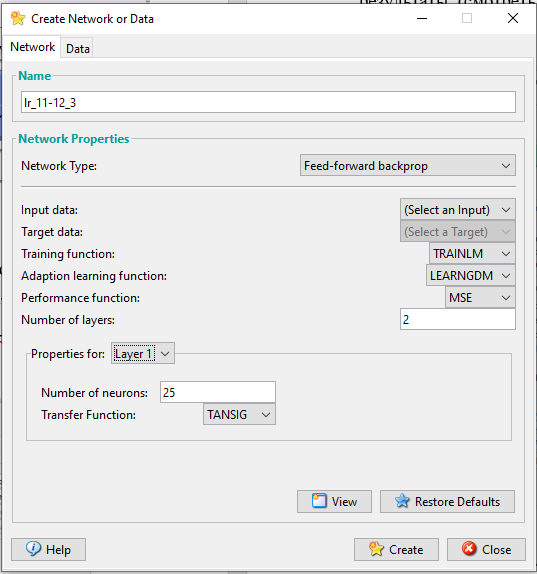 результаты (смотреть
Create Network or Data
Network Data
Name
lr_11-12_3
Network Properties
Network Type: Feed-forward backprop
Input data: (Select an Input)
Target data: (Select a Target)
Training function: TRAINLM
Adaption learning function: LEARNGDM
Performance function: MSE
Number of layers: 2
Properties for: Layer 1
Number of neurons: 25
Transfer Function: TANSIG
View Restore Defaults
Help Create Close